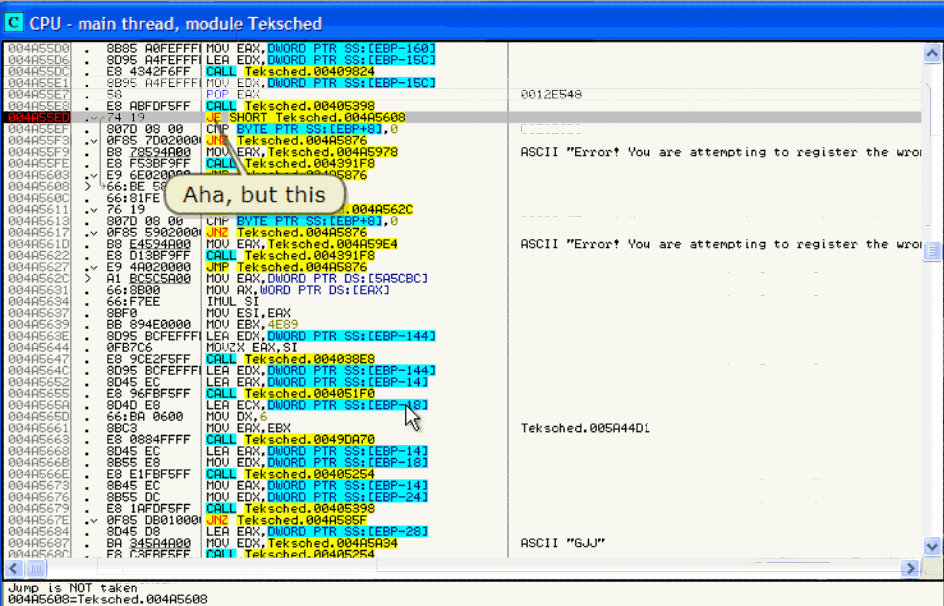 C CPU - main thread, module Teksched
004A55D0 . 8B85 A0FEFFFF MOV EAX,DWORD PTR SS:[EBP-160]
004A55D6 . 8D95 A4FEFFFF LEA EDX,DWORD PTR SS:[EBP-15C]
004A55DC . E8 4342F6FF CALL Teksched.00409824
004A55E1 . 8B95 A4FEFFFF MOV EDX,DWORD PTR SS:[EBP-15C]
004A55E7 . 58 POP EAX 0012E548
004A55E8 . E8 ABFDF5FF CALL Teksched.00405398
004A55ED .v 74 19 JE SHORT Teksched.004A5608
004A55EF . 807D 08 00 CMP BYTE PTR SS:[EBP+8],0
004A55F3 .v 0F85 7D020000 JNZ Teksched.004A5876
004A55F9 . B8 78594A00 MOV EAX,Teksched.004A5978 ASCII "Error! You are attempting to register the wro
004A55FE . E8 F53BF9FF CALL Teksched.004391F8
004A5603 .v E9 6E020000 JMP Teksched.004A5876
004A5608 > 66:BE 58
Aha, but this
004A560C . 66:81FE
004A5611 .v 76 19 .004A562C
004A5613 . 807D 08 00 CMP BYTE PTR SS:[EBP+8],0
004A5617 .v 0F85 59020000 JNZ Teksched.004A5876
004A561D . B8 E4594A00 MOV EAX,Teksched.004A59E4 ASCII "Error! You are attempting to register the wro
004A5622 . E8 D13BF9FF CALL Teksched.004391F8
004A5627 .v E9 4A020000 JMP Teksched.004A5876
004A562C > A1 BC5C5A00 MOV EAX,DWORD PTR DS:[5A5CBC]
004A5631 . 66:8B00 MOV AX,WORD PTR DS:[EAX]
004A5634 . 66:F7EE IMUL SI
004A5637 . 8BF0 MOV ESI,EAX
004A5639 . BB 894E0000 MOV EBX,4E89
004A563E . 8D95 BCFEFFFF LEA EDX,DWORD PTR SS:[EBP-144]
004A5644 . 0FB7C6 MOVZX EAX,SI
004A5647 . E8 9CE2F5FF CALL Teksched.004038E8
004A564C . 8D95 BCFEFFFF LEA EDX,DWORD PTR SS:[EBP-144]
004A5652 . 8D45 EC LEA EAX,DWORD PTR SS:[EBP-14]
004A5655 . E8 96FBF5FF CALL Teksched.004051F0
004A565A . 8D4D E8 LEA ECX,DWORD PTR SS:[EBP-18]
004A565D . 66:BA 0600 MOV DX,6
004A5661 . 8BC3 MOV EAX,EBX Teksched.005A44D1
004A5663 . E8 0884FFFF CALL Teksched.0049DA70
004A5668 . 8D45 EC LEA EAX,DWORD PTR SS:[EBP-14]
004A566B . 8B55 E8 MOV EDX,DWORD PTR SS:[EBP-18]
004A566E . E8 E1FBF5FF CALL Teksched.00405254
004A5673 . 8B45 EC MOV EAX,DWORD PTR SS:[EBP-14]
004A5676 . 8B55 DC MOV EDX,DWORD PTR SS:[EBP-24]
004A5679 . E8 1AFDF5FF CALL Teksched.00405398
004A567E .v 0F85 DB010000 JNZ Teksched.004A585F
004A5684 . 8D45 D8 LEA EAX,DWORD PTR SS:[EBP-28]
004A5687 . BA 345A4A00 MOV EDX,Teksched.004A5A34 ASCII "GJJ"
004A568C . E8 C3FBF5FF CALL Teksched.00405254
Jump is NOT taken
004A5608=Teksched.004A5608